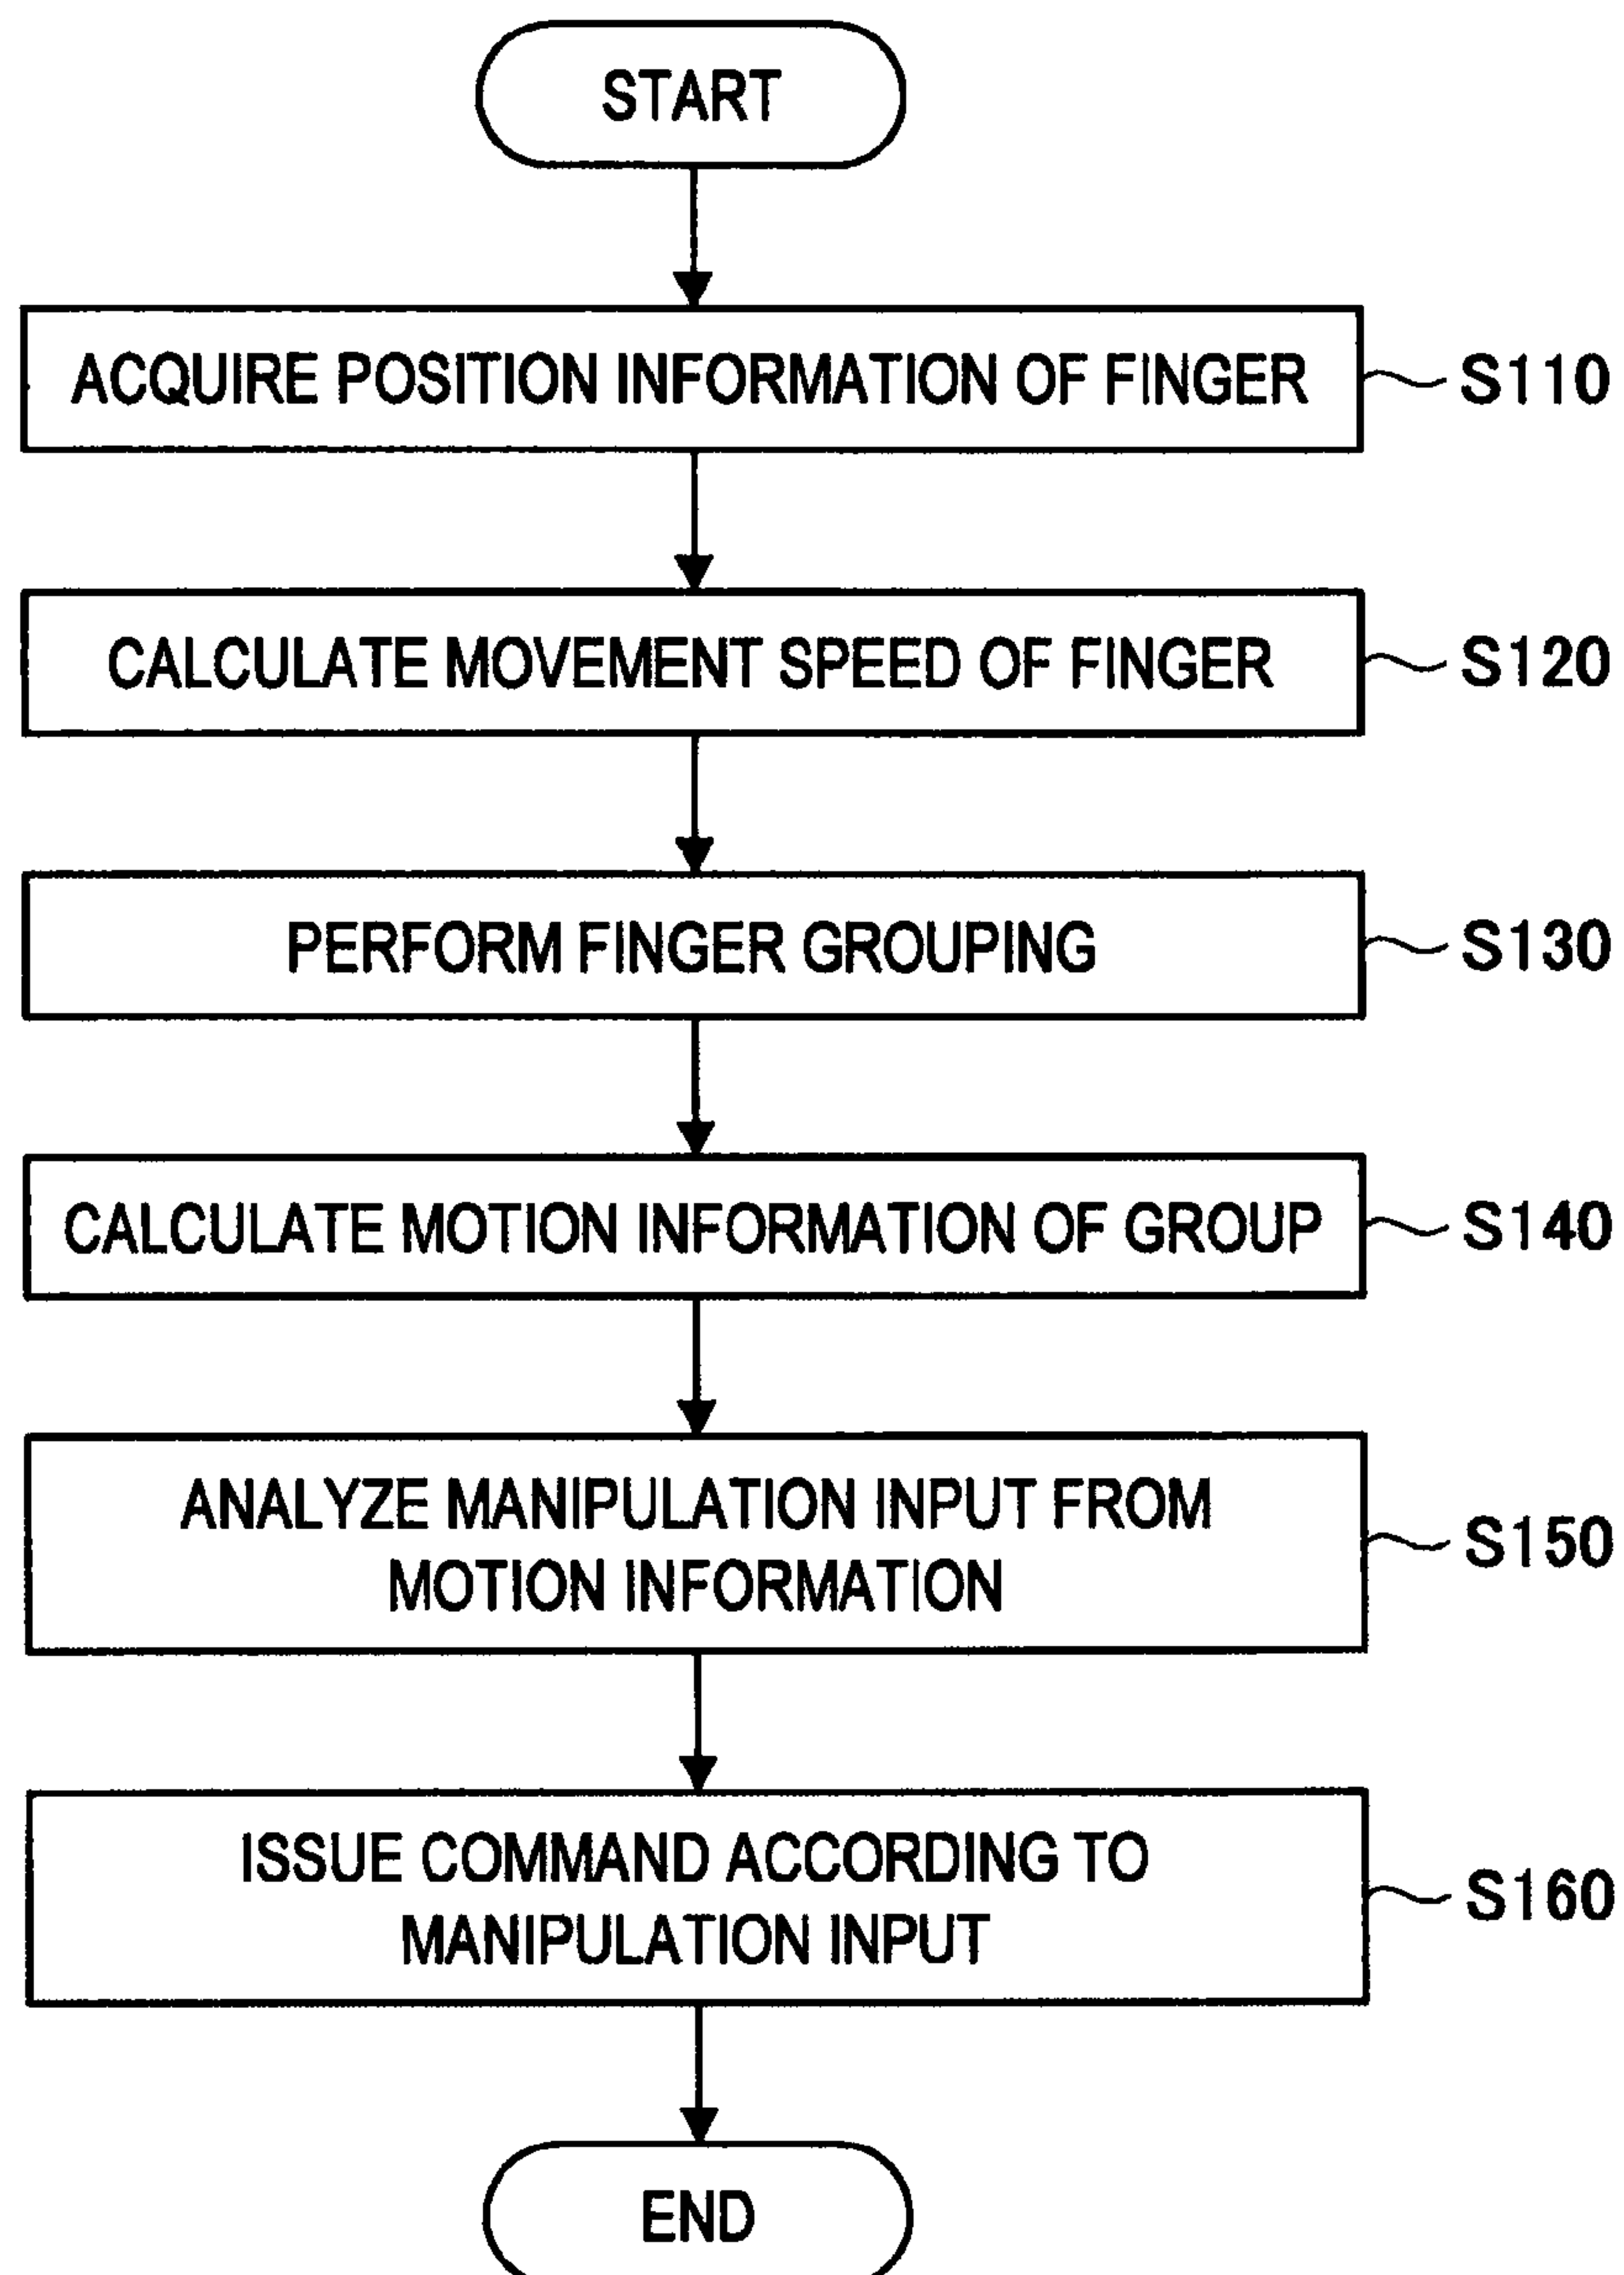 START
ACQUIRE POSITION INFORMATION OF FINGER
S110
CALCULATE MOVEMENT SPEED OF FINGER
S120
PERFORM FINGER GROUPING
S130
CALCULATE MOTION INFORMATION OF GROUP
S140
ANALYZE MANIPULATION INPUT FROM
MOTION INFORMATION
S150
ISSUE COMMAND ACCORDING TO
MANIPULATION INPUT
S160
END